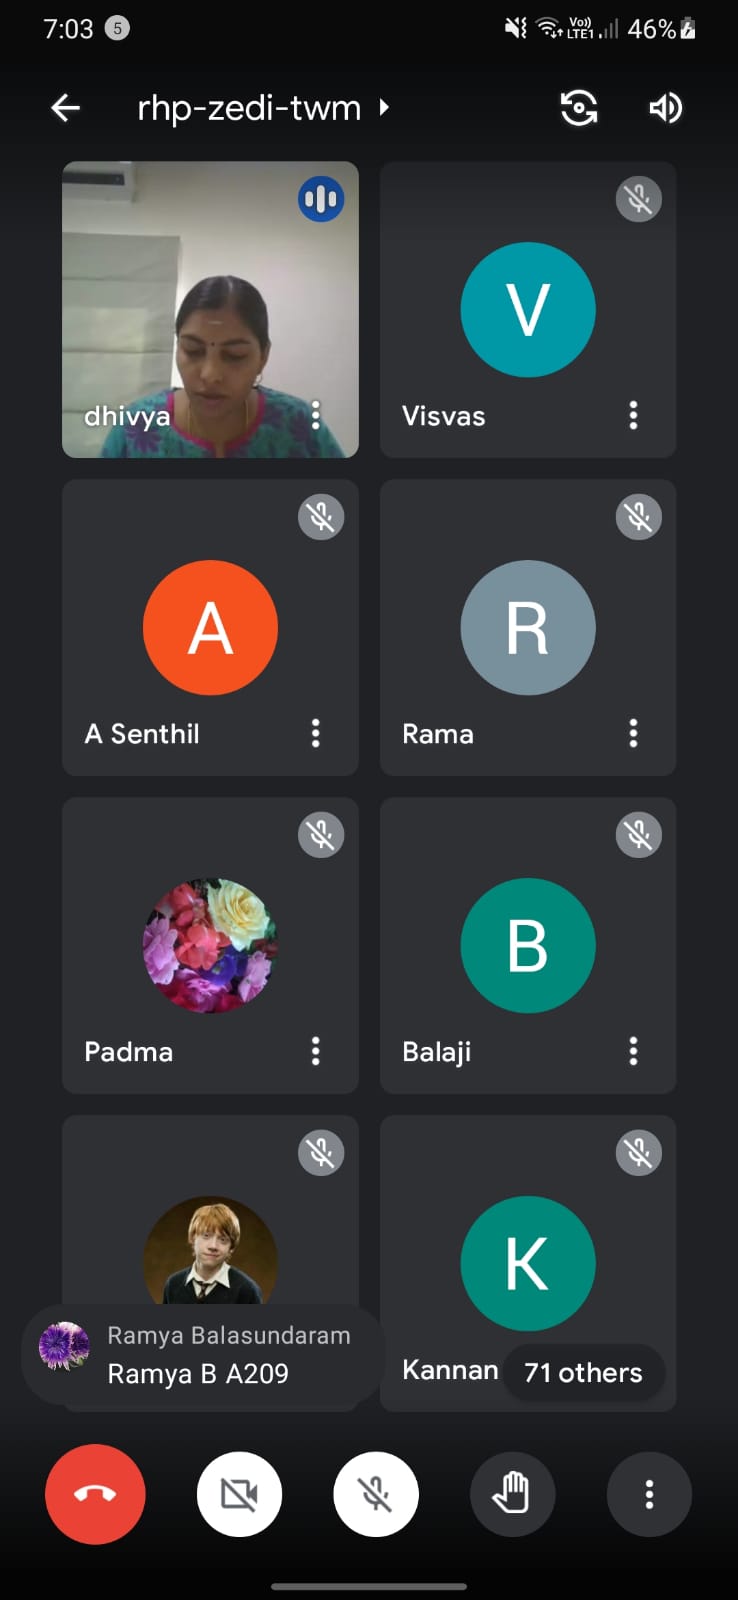 7:03 5 Vo)) LTE1 46%
rhp-zedi-twm
dhivya
V
Visvas
A
A Senthil
R
Rama
Padma
B
Balaji
K
Ramya Balasundaram
Ramya B A209
Kannan
71 others